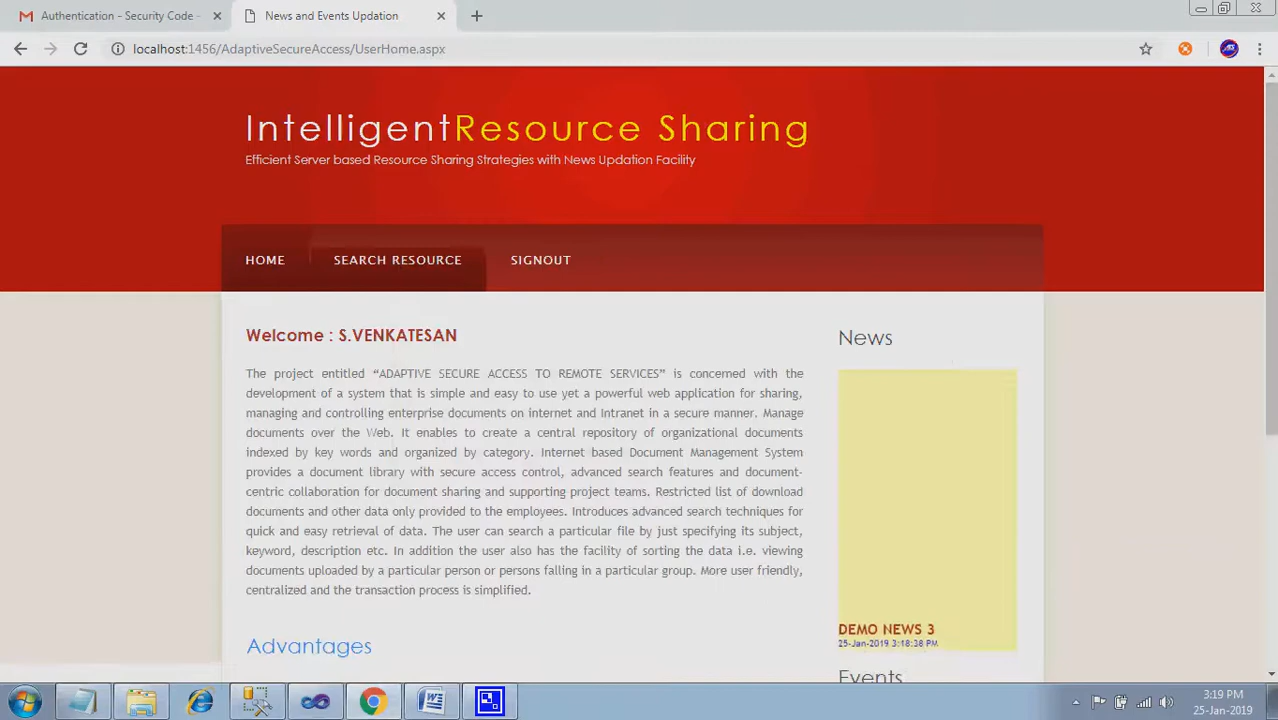 Authentication - Security Code -
News and Events Updation
localhost:1456/AdaptiveSecureAccess/UserHome.aspx
IntelligentResource Sharing
Efficient Server based Resource Sharing Strategies with News Updation Facility
HOME
SEARCH RESOURCE
SIGNOUT
Welcome : S.VENKATESAN
The project entitled “ADAPTIVE SECURE ACCESS TO REMOTE SERVICES” is concerned with the
development of a system that is simple and easy to use yet a powerful web application for sharing,
managing and controlling enterprise documents on internet and Intranet in a secure manner. Manage
documents over the Web. It enables to create a central repository of organizational documents
indexed by key words and organized by category. Internet based Document Management System
provides a document library with secure access control, advanced search features and document-
centric collaboration for document sharing and supporting project teams. Restricted list of download
documents and other data only provided to the employees. Introduces advanced search techniques for
quick and easy retrieval of data. The user can search a particular file by just specifying its subject,
keyword, description etc. In addition the user also has the facility of sorting the data i.e. viewing
documents uploaded by a particular person or persons falling in a particular group. More user friendly,
centralized and the transaction process is simplified.
Advantages
News
DEMO NEWS 3
25-Jan-2019 3:18:38 PM
Events
3:19 PM
25-Jan-2019